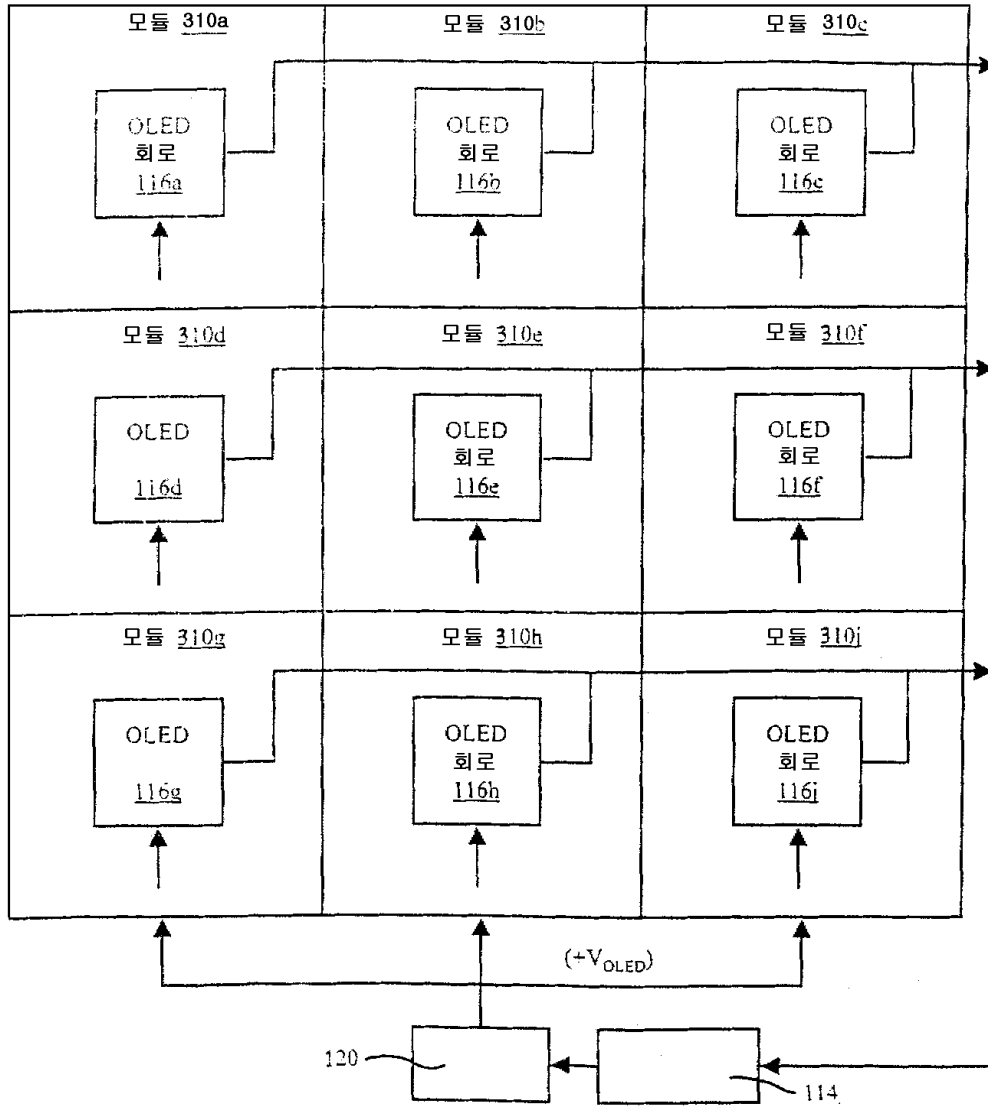 모듈 310a
모듈 310b
모듈 310c
OLED
회로
116a
OLED
회로
116b
OLED
회로
116c
모듈 310d
모듈 310e
모듈 310f
OLED
116d
OLED
회로
116e
OLED
회로
116f
모듈 310g
모듈 310h
모듈 310j
OLED
116g
OLED
회로
116h
OLED
회로
116j
(+VOLED)
120
114